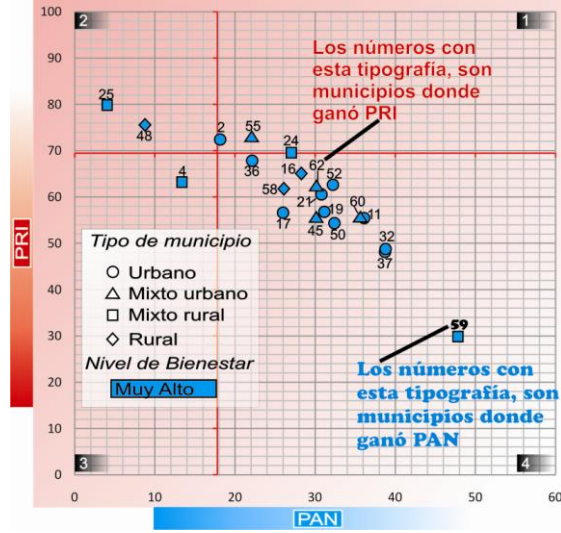 100
2
1
90
25
80
48
2
55
Los números con
esta tipografía, son
municipios donde
ganó PRI
70
36
24
4
16
62
52
60
58
21
17
19
60
11
50
45
50
32
37
40
30
20
10
0
PRI
Tipo de municipio
Urbano
Mixto urbano
Mixto rural
Rural
Nivel de Bienestar
Muy Alto
59
Los números con
esta tipografía, son
municipios donde
ganó PAN
3
4
0 10 20 30 40 50 60
PAN